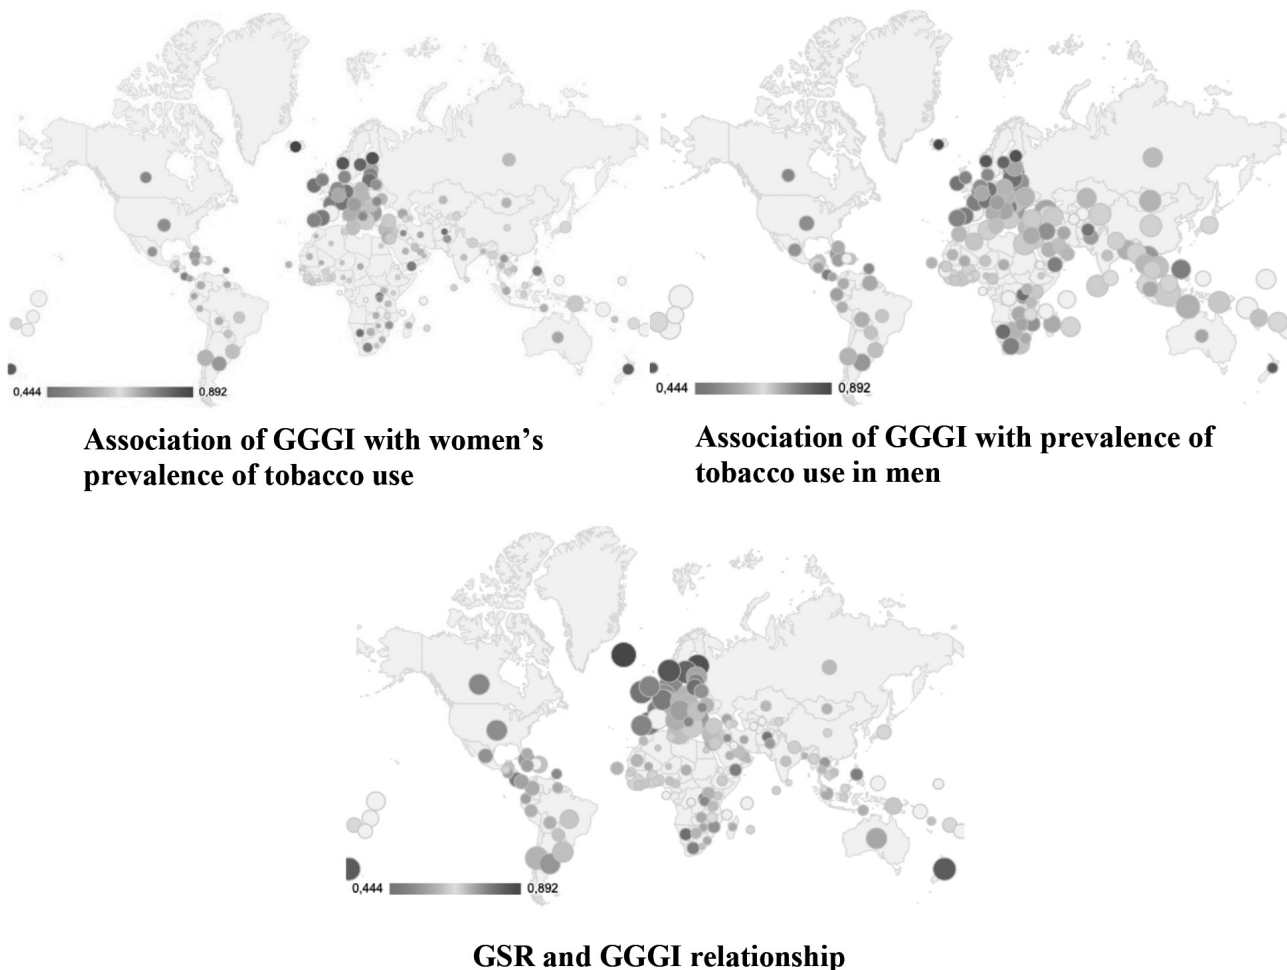 0,444 0,892
Association of GGGI with women’s
prevalence of tobacco use
0,444 0,892
Association of GGGI with prevalence of
tobacco use in men
0,444 0,892
GSR and GGGI relationship